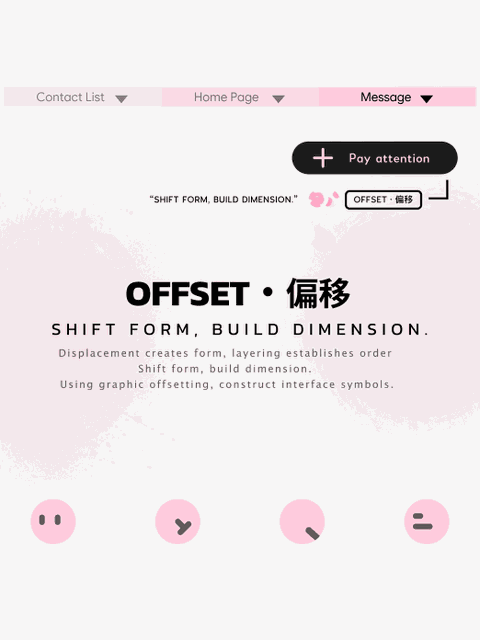 Contact List
Home Page
Message
Pay attention
“SHIFT FORM, BUILD DIMENSION.”
OFFSET · 偏移
OFFSET · 偏移
SHIFT FORM, BUILD DIMENSION.
Displacement creates form, layering establishes order
Shift form, build dimension.
Using graphic offsetting, construct interface symbols.